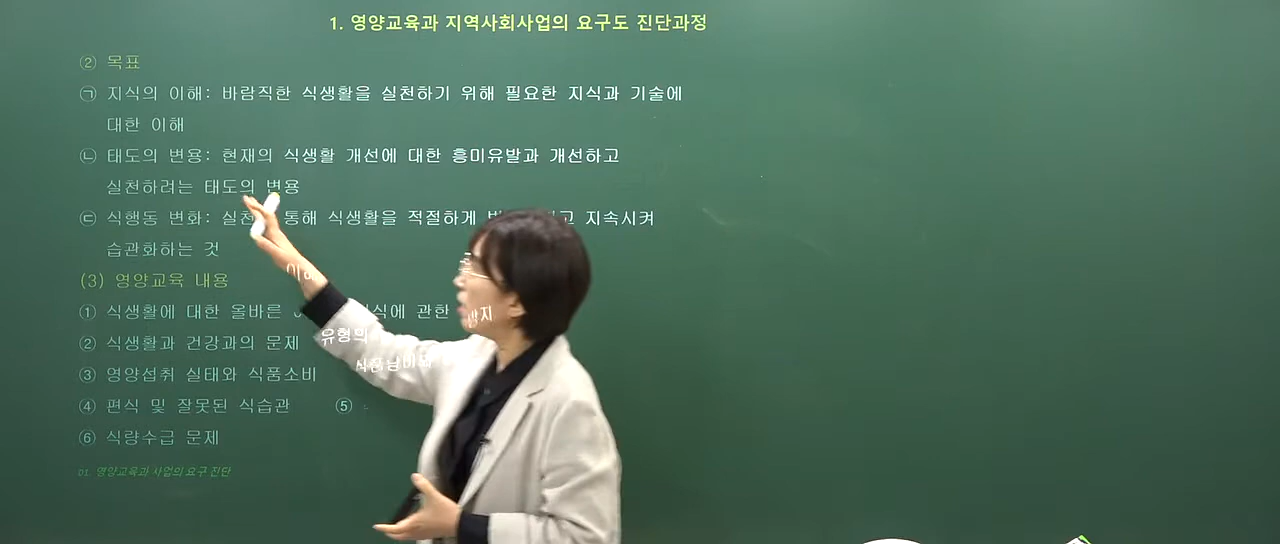 1. 영양교육과 지역사회사업의 요구도 진단과정
② 목표
㉠ 지식의 이해: 바람직한 식생활을 실천하기 위해 필요한 지식과 기술에
대한 이해
㉡ 태도의 변용: 현재의 식생활 개선에 대한 흥미유발과 개선하고
실천하려는 태도의 변용
㉢ 식행동 변화: 통해 식생활을 적절하게 지속시켜
습관화하는 것
(3) 영양교육 내용
① 식생활에 대한 올바른 관한
② 식생활과 건강과의 문제 유형의
③ 영양섭취 실태와 식품소비
④ 편식 및 잘못된 식습관 ⑤
⑥ 식량수급 문제
01. 영양교육과 사업의 요구 진단